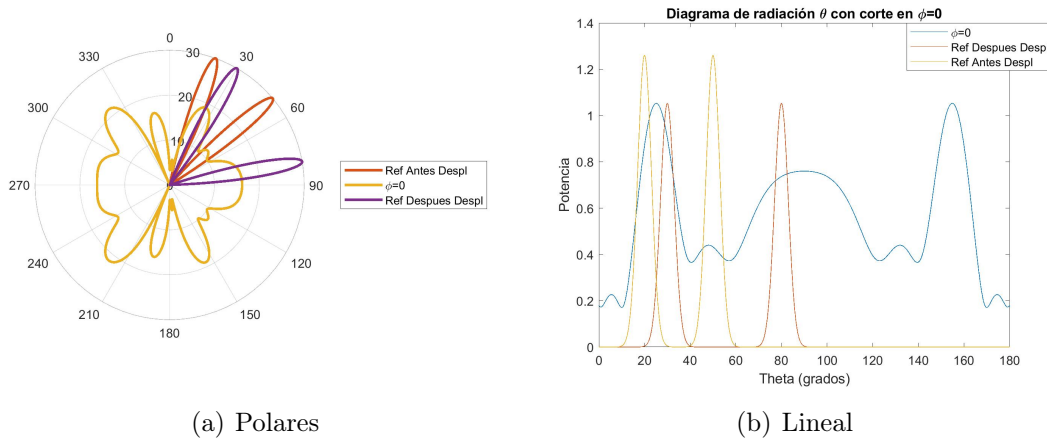 0
30
60
90
120
150
180
210
240
270
300
330
10
20
30
Ref Antes Despl
ϕ=0
Ref Despues Despl
Diagrama de radiación θ con corte en ϕ=0
ϕ=0
Ref Despues Despl
Ref Antes Despl
Potencia
1.4
1.2
1
0.8
0.6
0.4
0.2
0
0 20 40 60 80 100 120 140 160 180
Theta (grados)
(a) Polares
(b) Lineal